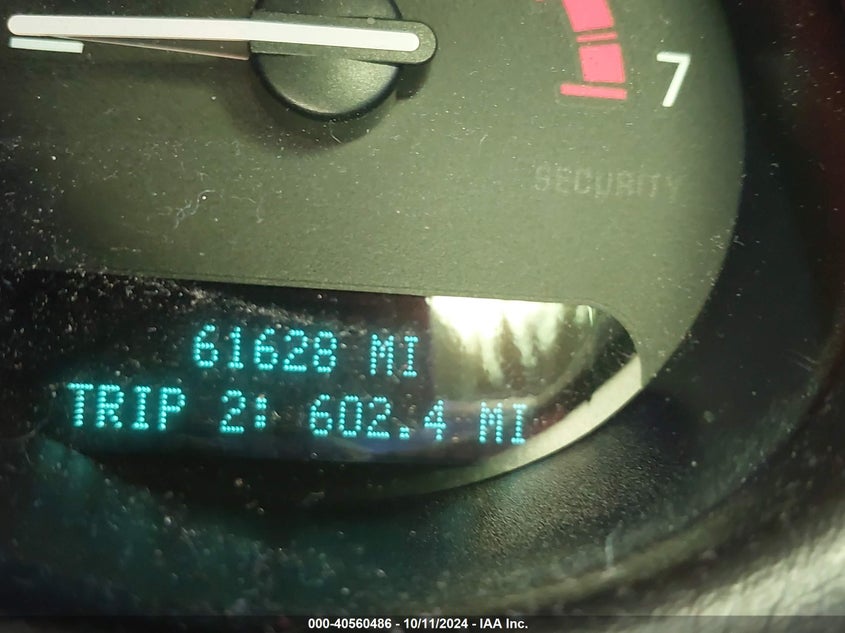 7
SECURITY
61628 MI
TRIP 2: 602.4 MI
000-40560486 - 10/11/2024 - IAA Inc.